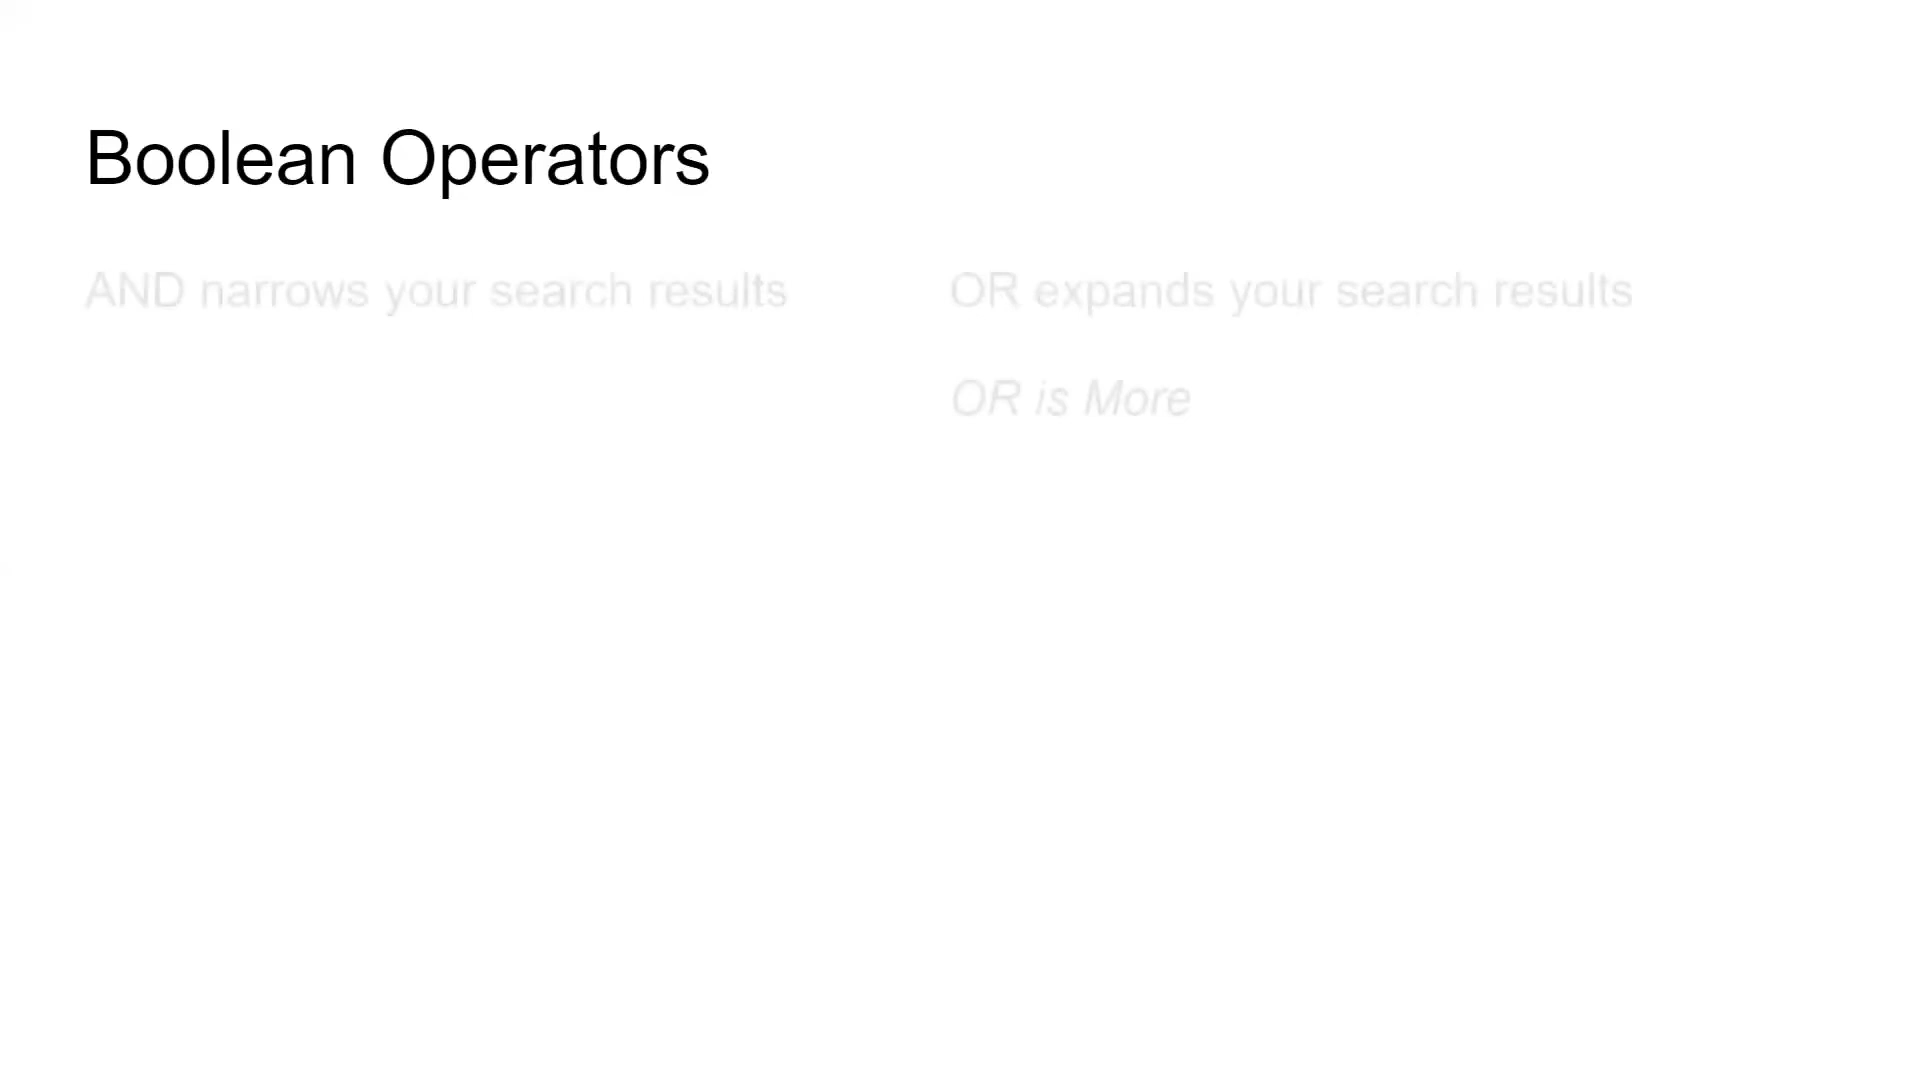 Boolean Operators
AND narrows your search results
OR expands your search results
OR is More